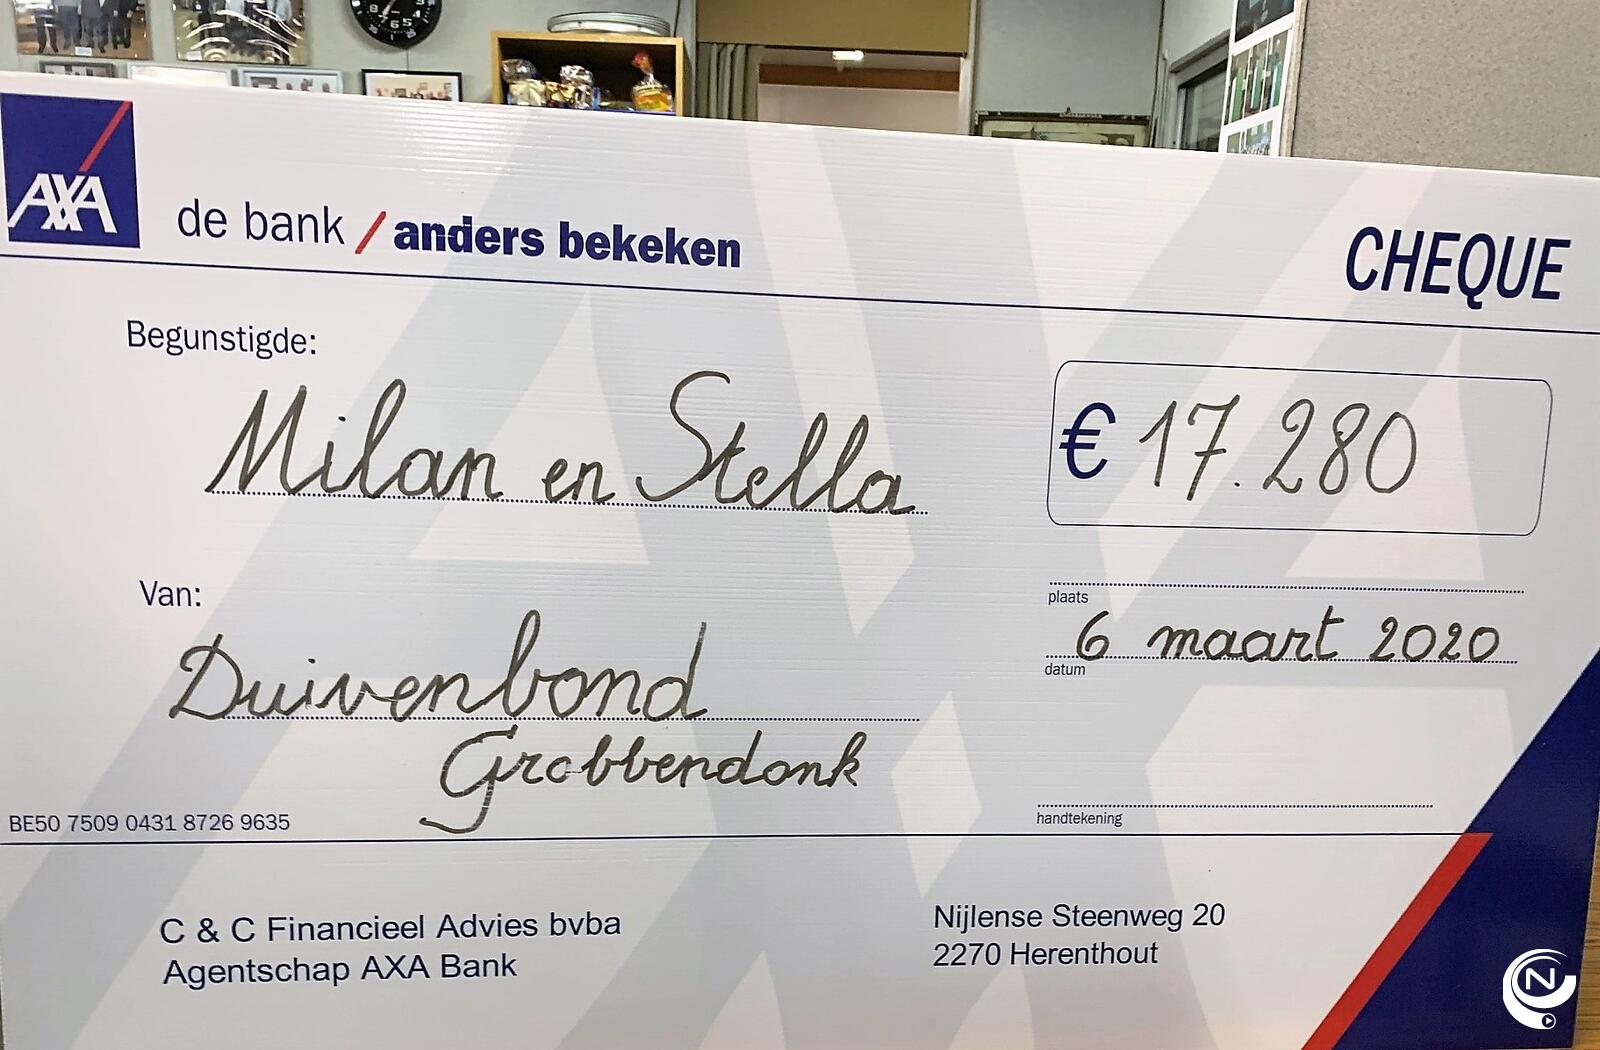 AXA
de bank / anders bekeken
CHEQUE
Begunstigde:
Milan en Stella
€ 17.280
Van:
Duivenbond
Grobbendonk
plaats
6 maart 2020
datum
handtekening
BE50 7509 0431 8726 9635
C & C Financieel Advies bvba
Agentschap AXA Bank
Nijlense Steenweg 20
2270 Herenthout
N